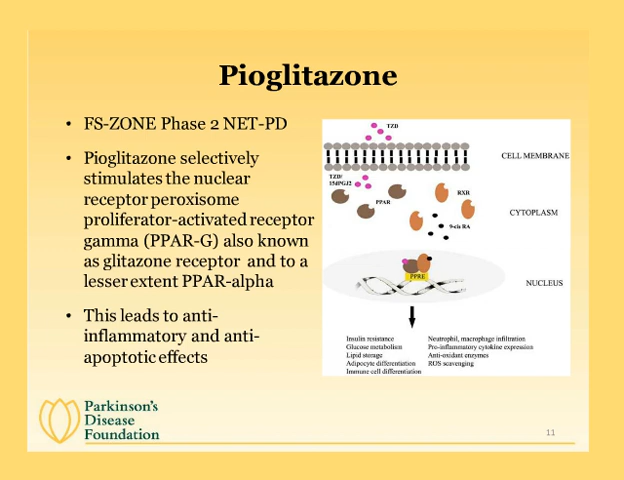 Pioglitazone
• FS-ZONE Phase 2 NET-PD
• Pioglitazone selectively
stimulates the nuclear
receptor peroxisome
proliferator-activated receptor
gamma (PPAR-G) also known
as glitazone receptor and to a
lesser extent PPAR-alpha
• This leads to anti-
inflammatory and anti-
apoptotic effects
TZD
CELL MEMBRANE
TZD/
15dPGJ2
PPAR
RXR
CYTOPLASM
9-cis RA
PPRE
NUCLEUS
Insulin resistance
Glucose metabolism
Lipid storage
Adipocyte differentiation
Immune cell differentiation
Neutrophil, macrophage infiltration
Pro-inflammatory cytokine expression
Anti-oxidant enzymes
ROS scavenging
Parkinson's
Disease
Foundation
11